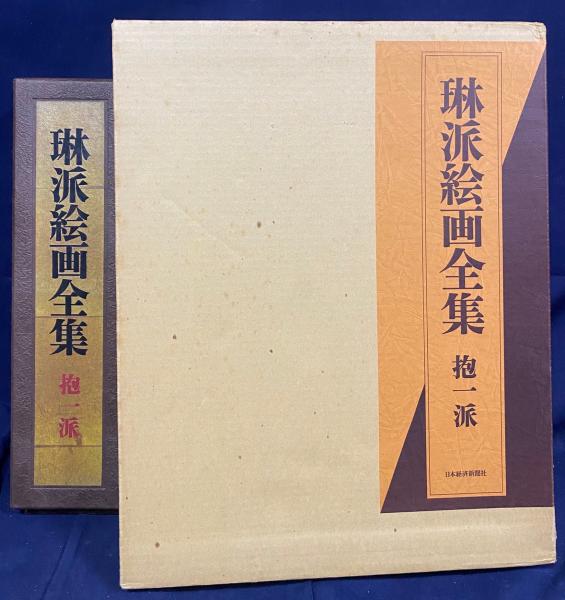 琳派絵画全集
抱一派
琳派絵画全集
抱一派
日本経済新聞社